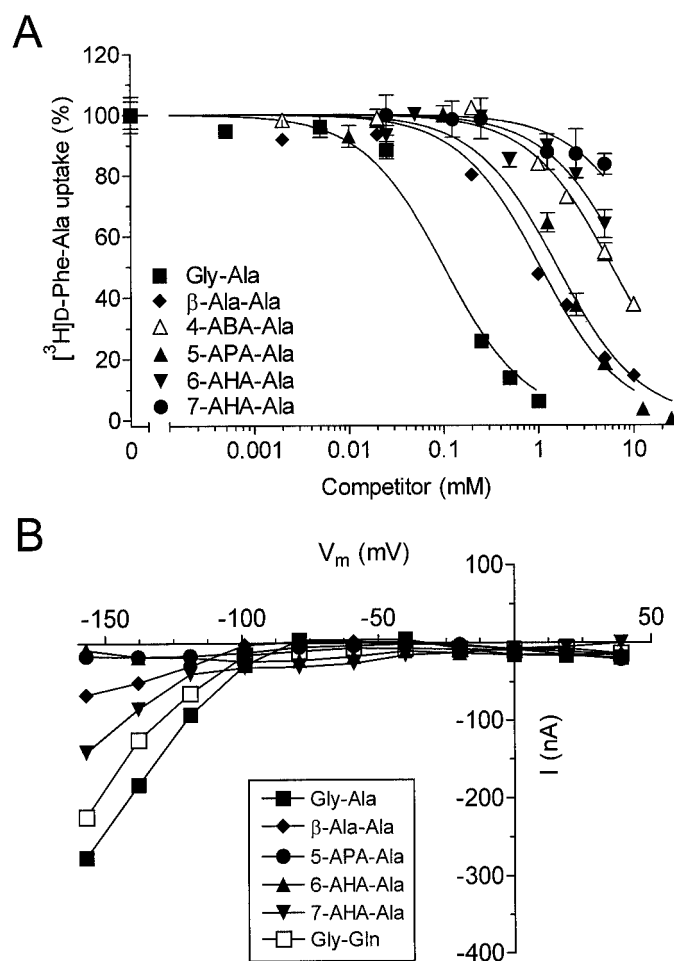 A
[³H]D-Phe-Ala uptake (%)
120
100
80
60
40
20
0
Gly-Ala
β-Ala-Ala
4-ABA-Ala
5-APA-Ala
6-AHA-Ala
7-AHA-Ala
0 0.001 0.01 0.1 1 10
Competitor (mM)
B
Vm (mV)
-150 -100 -50 50
100
-100
-200
-300
-400
I (nA)
Gly-Ala
β-Ala-Ala
5-APA-Ala
6-AHA-Ala
7-AHA-Ala
Gly-Gln